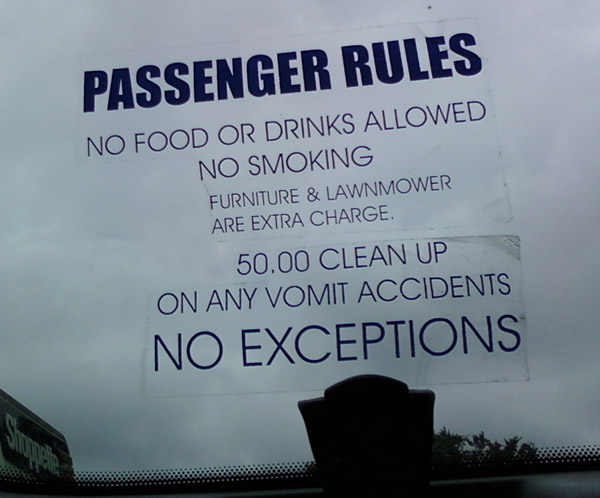 PASSENGER RULES
NO FOOD OR DRINKS ALLOWED
NO SMOKING
FURNITURE & LAWNMOWER
ARE EXTRA CHARGE.
50.00 CLEAN UP
ON ANY VOMIT ACCIDENTS
NO EXCEPTIONS
Shoppette